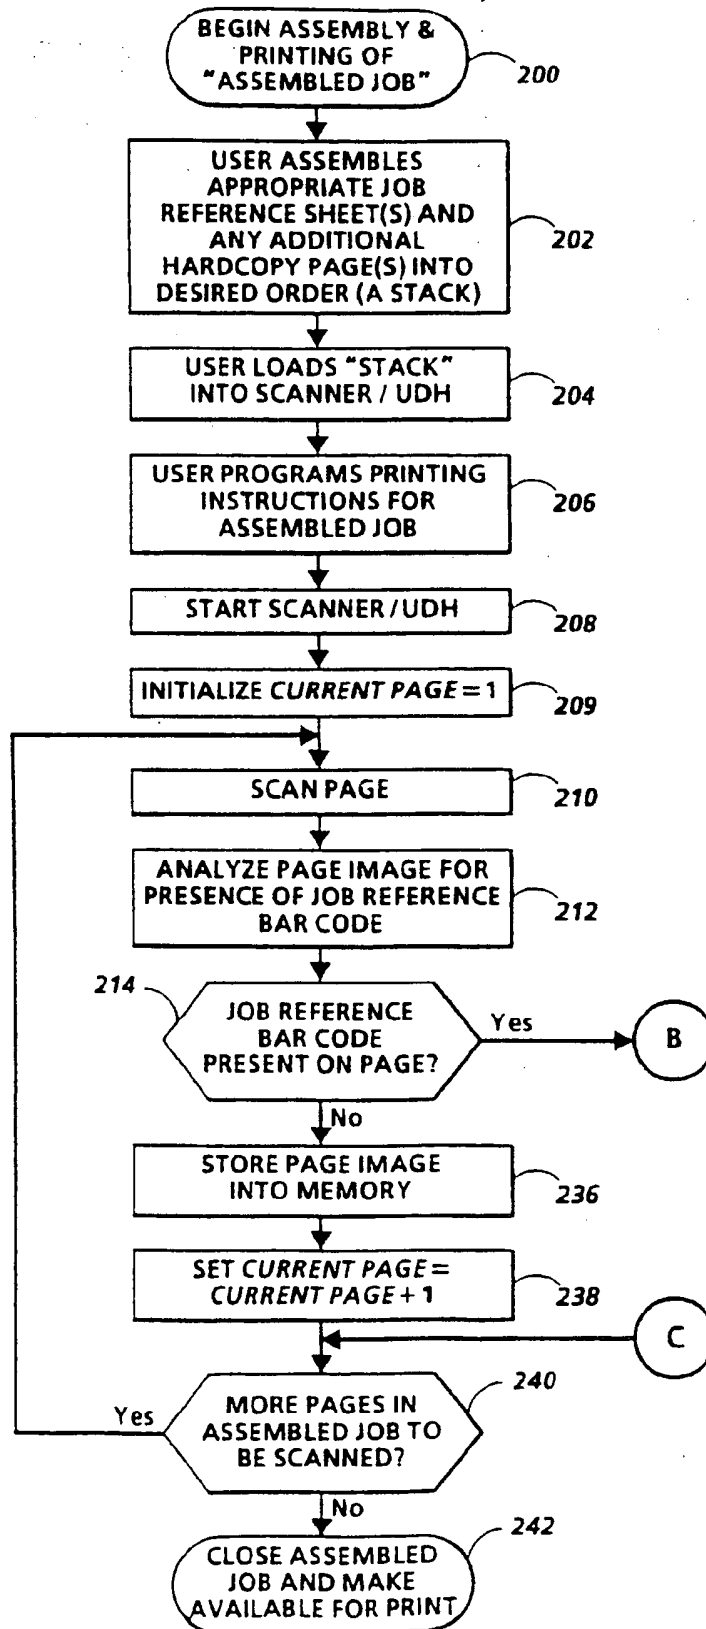 BEGIN ASSEMBLY &
PRINTING OF
"ASSEMBLED JOB"
200
USER ASSEMBLES
APPROPRIATE JOB
REFERENCE SHEET(S) AND
ANY ADDITIONAL
HARDCOPY PAGE(S) INTO
DESIRED ORDER (A STACK)
202
USER LOADS "STACK"
INTO SCANNER / UDH
204
USER PROGRAMS PRINTING
INSTRUCTIONS FOR
ASSEMBLED JOB
206
START SCANNER / UDH
208
INITIALIZE CURRENT PAGE = 1
209
SCAN PAGE
210
ANALYZE PAGE IMAGE FOR
PRESENCE OF JOB REFERENCE
BAR CODE
212
214
JOB REFERENCE
BAR CODE
PRESENT ON PAGE?
Yes
B
No
STORE PAGE IMAGE
INTO MEMORY
236
SET CURRENT PAGE =
CURRENT PAGE + 1
238
C
240
Yes
MORE PAGES IN
ASSEMBLED JOB TO
BE SCANNED?
No
242
CLOSE ASSEMBLED
JOB AND MAKE
AVAILABLE FOR PRINT